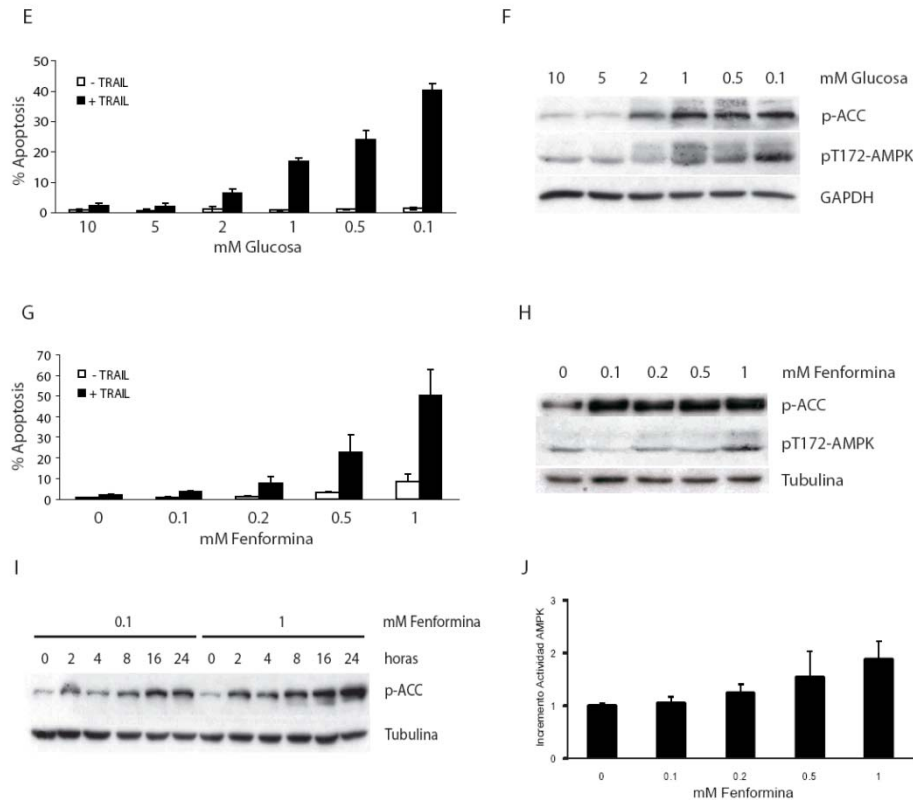 E
50
40
30
20
10
0
% Apoptosis
- TRAIL
+ TRAIL
10 5 2 1 0.5 0.1
mM Glucosa
F
10 5 2 1 0.5 0.1 mM Glucosa
p-ACC
pT172-AMPK
GAPDH
G
70
60
50
40
30
20
10
0
% Apoptosis
- TRAIL
+ TRAIL
0 0.1 0.2 0.5 1
mM Fenformina
H
0 0.1 0.2 0.5 1 mM Fenformina
p-ACC
pT172-AMPK
Tubulina
I
0.1 1 mM Fenformina
0 2 4 8 16 24 0 2 4 8 16 24 horas
p-ACC
Tubulina
J
3
2
1
0
Incremento Actividad AMPK
0 0.1 0.2 0.5 1
mM Fenformina